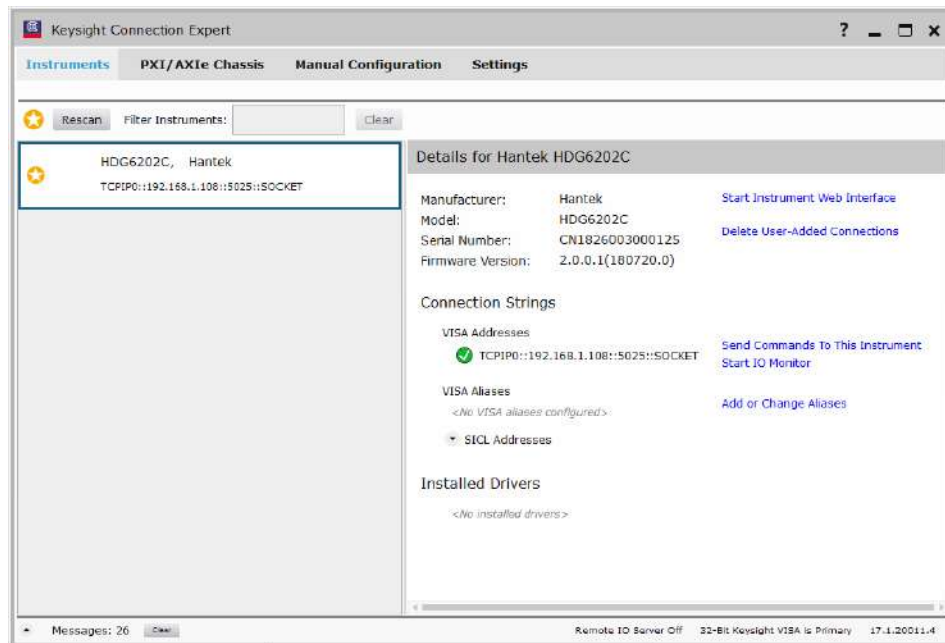 Keysight Connection Expert
?
Instruments PXI/AXIe Chassis Manual Configuration Settings
Rescan Filter Instruments: Clear
HDG6202C, Hantek
TCPIP0::192.168.1.108::5025::SOCKET
Details for Hantek HDG6202C
Manufacturer: Hantek Start Instrument Web Interface
Model: HDG6202C
Serial Number: CN1826003000125 Delete User-Added Connections
Firmware Version: 2.0.0.1(180720.0)
Connection Strings
VISA Addresses
TCPIP0::192.168.1.108::5025::SOCKET Send Commands To This Instrument
Start IO Monitor
VISA Aliases
<No VISA aliases configured> Add or Change Aliases
SICL Addresses
Installed Drivers
<No installed drivers>
Messages: 26 Clear Remote IO Server Off 32-Bit Keysight VISA is Primary 17.1.20011.4